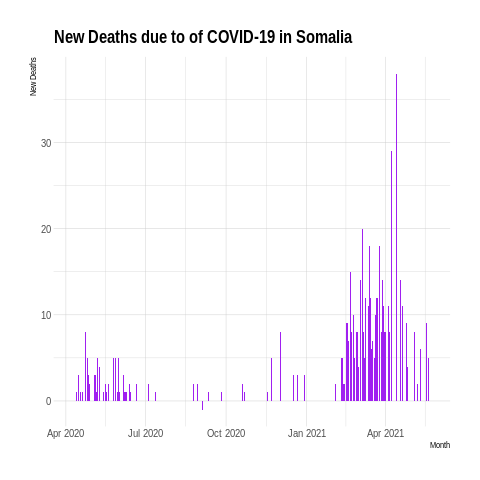 New Deaths due to of COVID-19 in Somalia
New Deaths
30
20
10
0
Apr 2020 Jul 2020 Oct 2020 Jan 2021 Apr 2021
Month